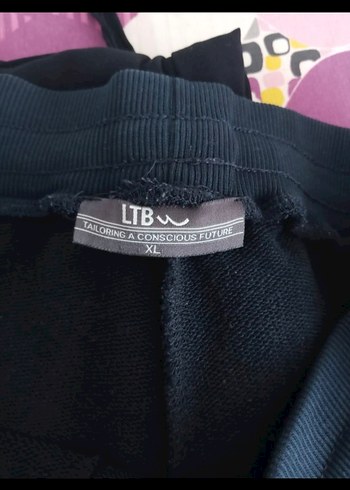 LTB
TAILORING A CONSCIOUS FUTURE
XL